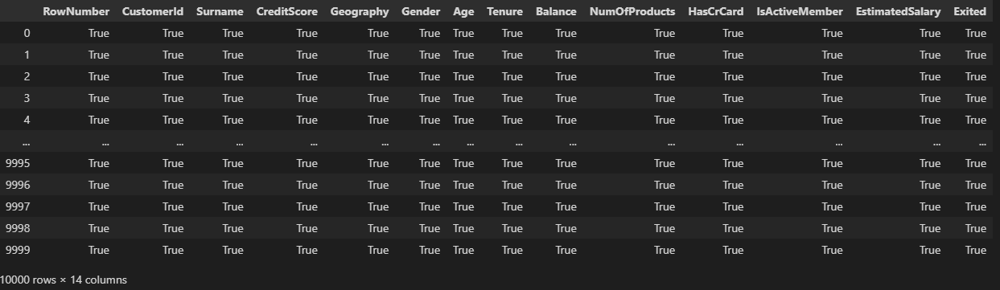 RowNumber CustomerId Surname CreditScore Geography Gender Age Tenure Balance NumOfProducts HasCrCard IsActiveMember EstimatedSalary Exited
0 True True True True True True True True True True True True True True
1 True True True True True True True True True True True True True True
2 True True True True True True True True True True True True True True
3 True True True True True True True True True True True True True True
4 True True True True True True True True True True True True True True
... ... ... ... ... ... ... ... ... ... ... ... ... ... ...
9995 True True True True True True True True True True True True True True
9996 True True True True True True True True True True True True True True
9997 True True True True True True True True True True True True True True
9998 True True True True True True True True True True True True True True
9999 True True True True True True True True True True True True True True
10000 rows × 14 columns